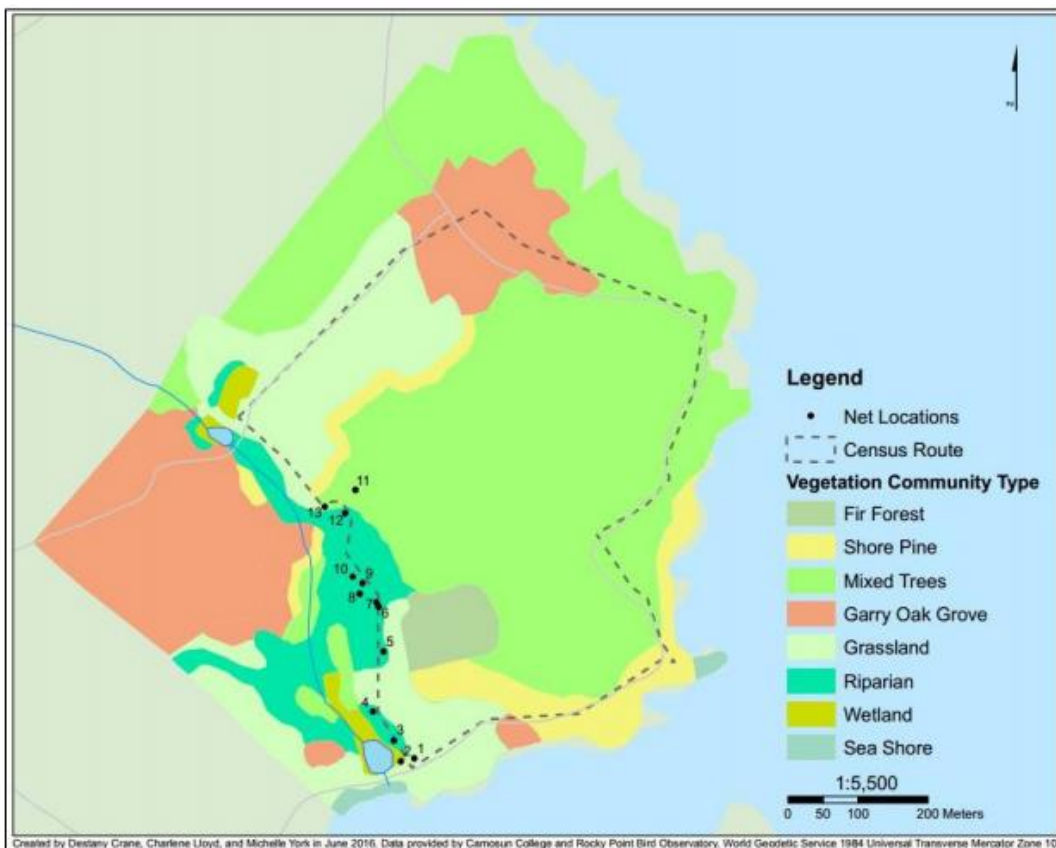 N
11
13
12
10
9
8
7
6
5
4
3
2
1
Legend
Net Locations
Census Route
Vegetation Community Type
Fir Forest
Shore Pine
Mixed Trees
Garry Oak Grove
Grassland
Riparian
Wetland
Sea Shore
1:5,500
0 50 100 200 Meters
Created by Destany Crane, Charlene Lloyd, and Michelle York in June 2016. Data provided by Camosun College and Rocky Point Bird Observatory. World Geodetic Service 1984 Universal Transverse Mercator Zone 10